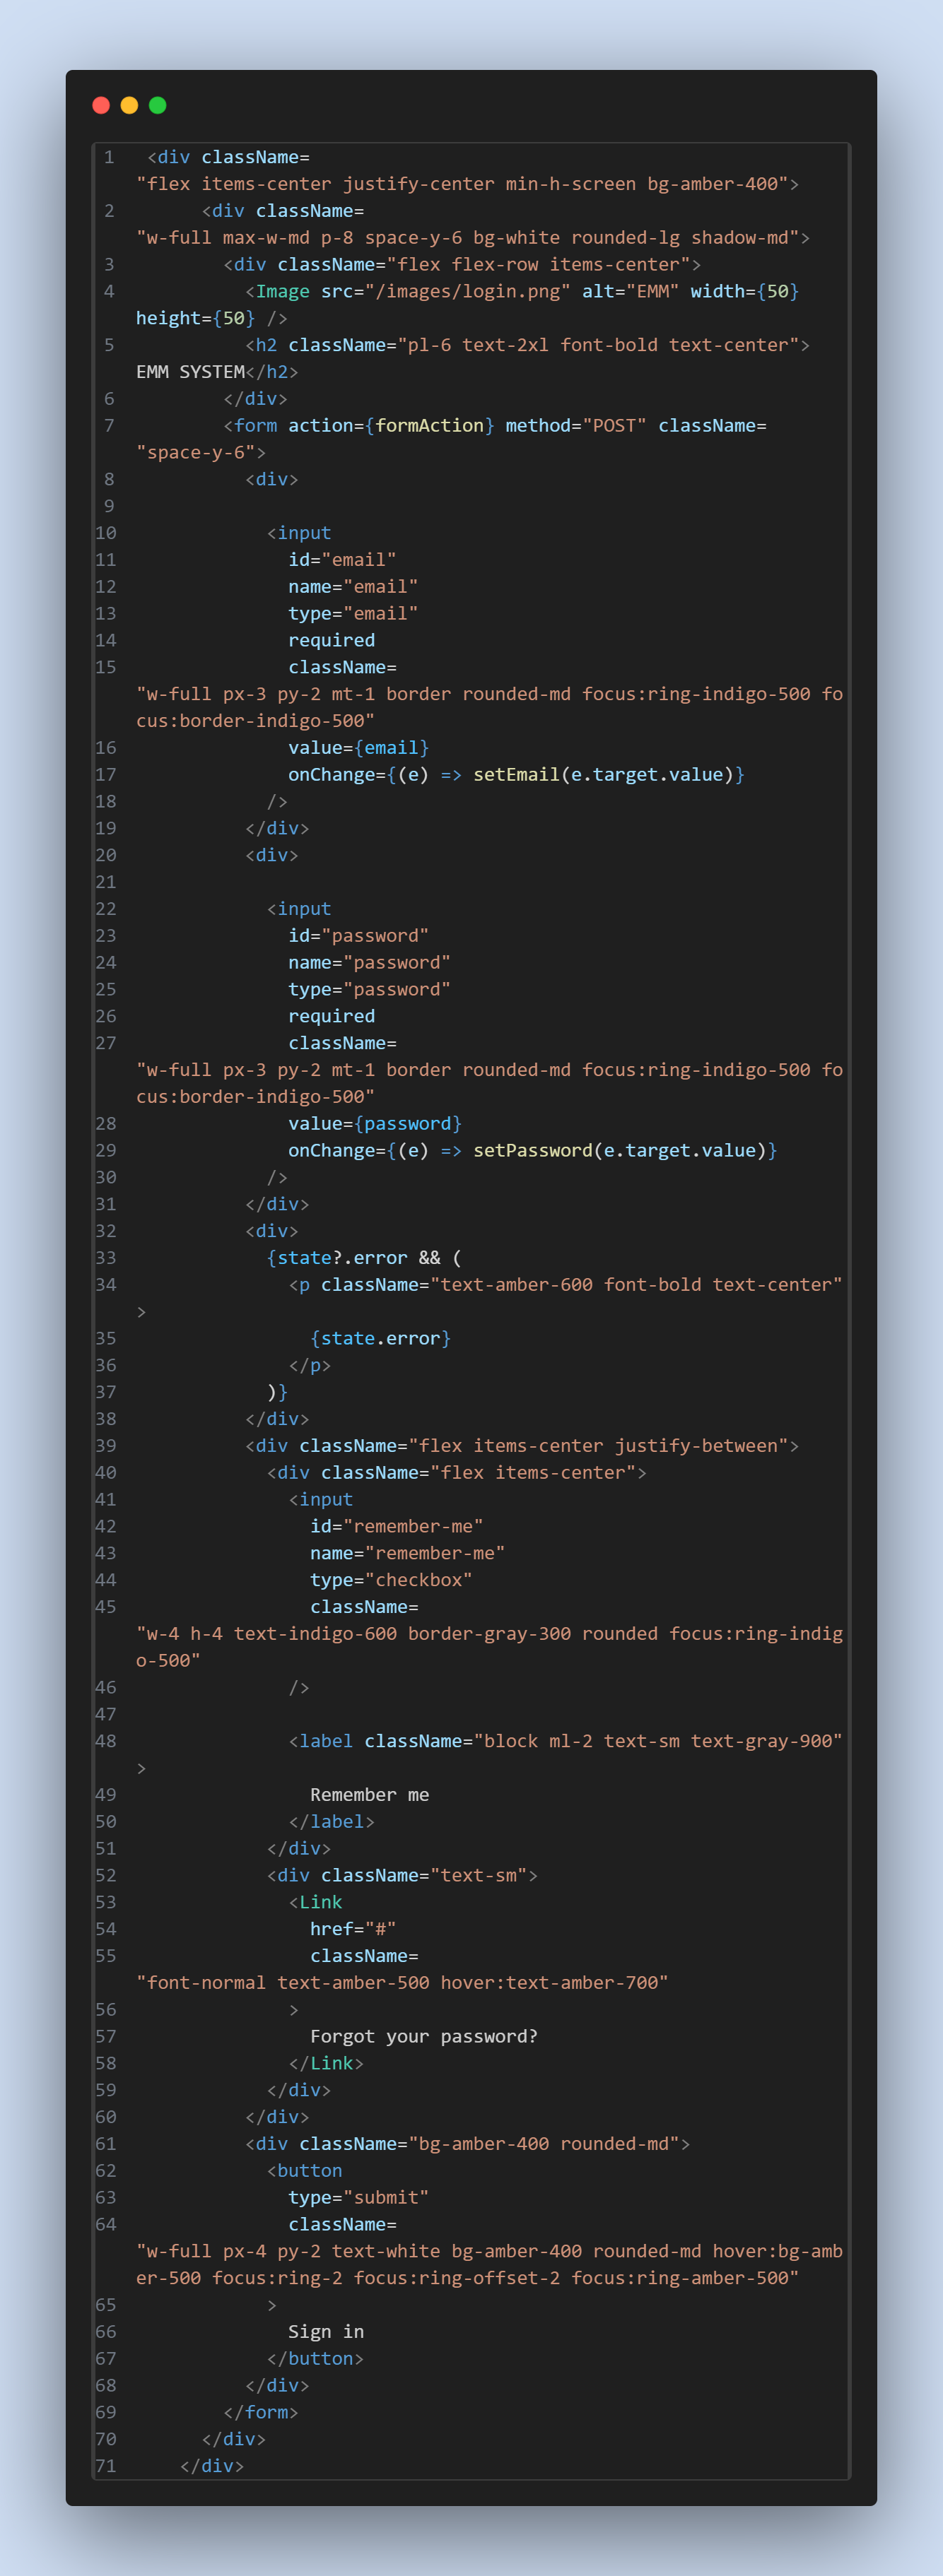 1 <div className=
"flex items-center justify-center min-h-screen bg-amber-400">
2 <div className=
"w-full max-w-md p-8 space-y-6 bg-white rounded-lg shadow-md">
3 <div className="flex flex-row items-center">
4 <Image src="/images/login.png" alt="EMM" width={50}
height={50} />
5 <h2 className="pl-6 text-2xl font-bold text-center">
EMM SYSTEM</h2>
6 </div>
7 <form action={formAction} method="POST" className=
"space-y-6">
8 <div>
9
10 <input
11 id="email"
12 name="email"
13 type="email"
14 required
15 className=
"w-full px-3 py-2 mt-1 border rounded-md focus:ring-indigo-500 fo
cus:border-indigo-500"
16 value={email}
17 onChange={(e) => setEmail(e.target.value)}
18 />
19 </div>
20 <div>
21
22 <input
23 id="password"
24 name="password"
25 type="password"
26 required
27 className=
"w-full px-3 py-2 mt-1 border rounded-md focus:ring-indigo-500 fo
cus:border-indigo-500"
28 value={password}
29 onChange={(e) => setPassword(e.target.value)}
30 />
31 </div>
32 <div>
33 {state?.error && (
34 <p className="text-amber-600 font-bold text-center"
>
35 {state.error}
36 </p>
37 )}
38 </div>
39 <div className="flex items-center justify-between">
40 <div className="flex items-center">
41 <input
42 id="remember-me"
43 name="remember-me"
44 type="checkbox"
45 className=
"w-4 h-4 text-indigo-600 border-gray-300 rounded focus:ring-indig
o-500"
46 />
47
48 <label className="block ml-2 text-sm text-gray-900"
>
49 Remember me
50 </label>
51 </div>
52 <div className="text-sm">
53 <Link
54 href="#"
55 className=
"font-normal text-amber-500 hover:text-amber-700"
56 >
57 Forgot your password?
58 </Link>
59 </div>
60 </div>
61 <div className="bg-amber-400 rounded-md">
62 <button
63 type="submit"
64 className=
"w-full px-4 py-2 text-white bg-amber-400 rounded-md hover:bg-amb
er-500 focus:ring-2 focus:ring-offset-2 focus:ring-amber-500"
65 >
66 Sign in
67 </button>
68 </div>
69 </form>
70 </div>
71 </div>